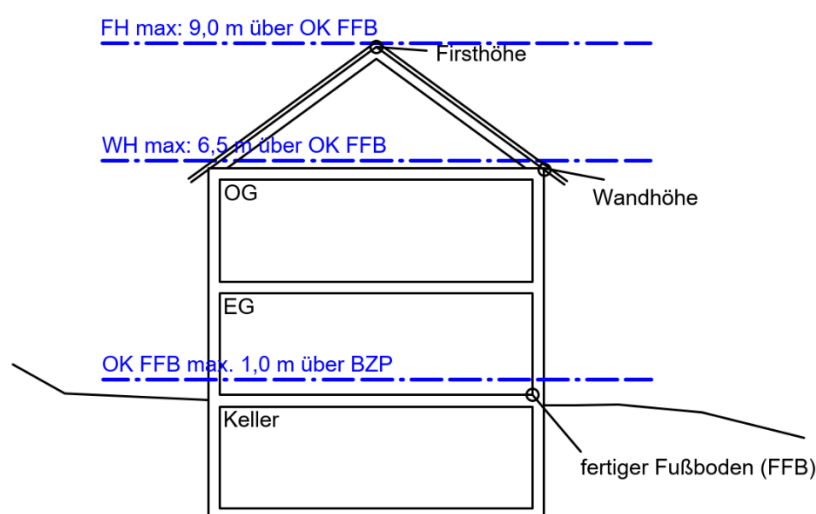 FH max: 9,0 m über OK FFB
Firsthöhe
WH max: 6,5 m über OK FFB
OG
Wandhöhe
EG
OK FFB max. 1,0 m über BZP
Keller
fertiger Fußboden (FFB)